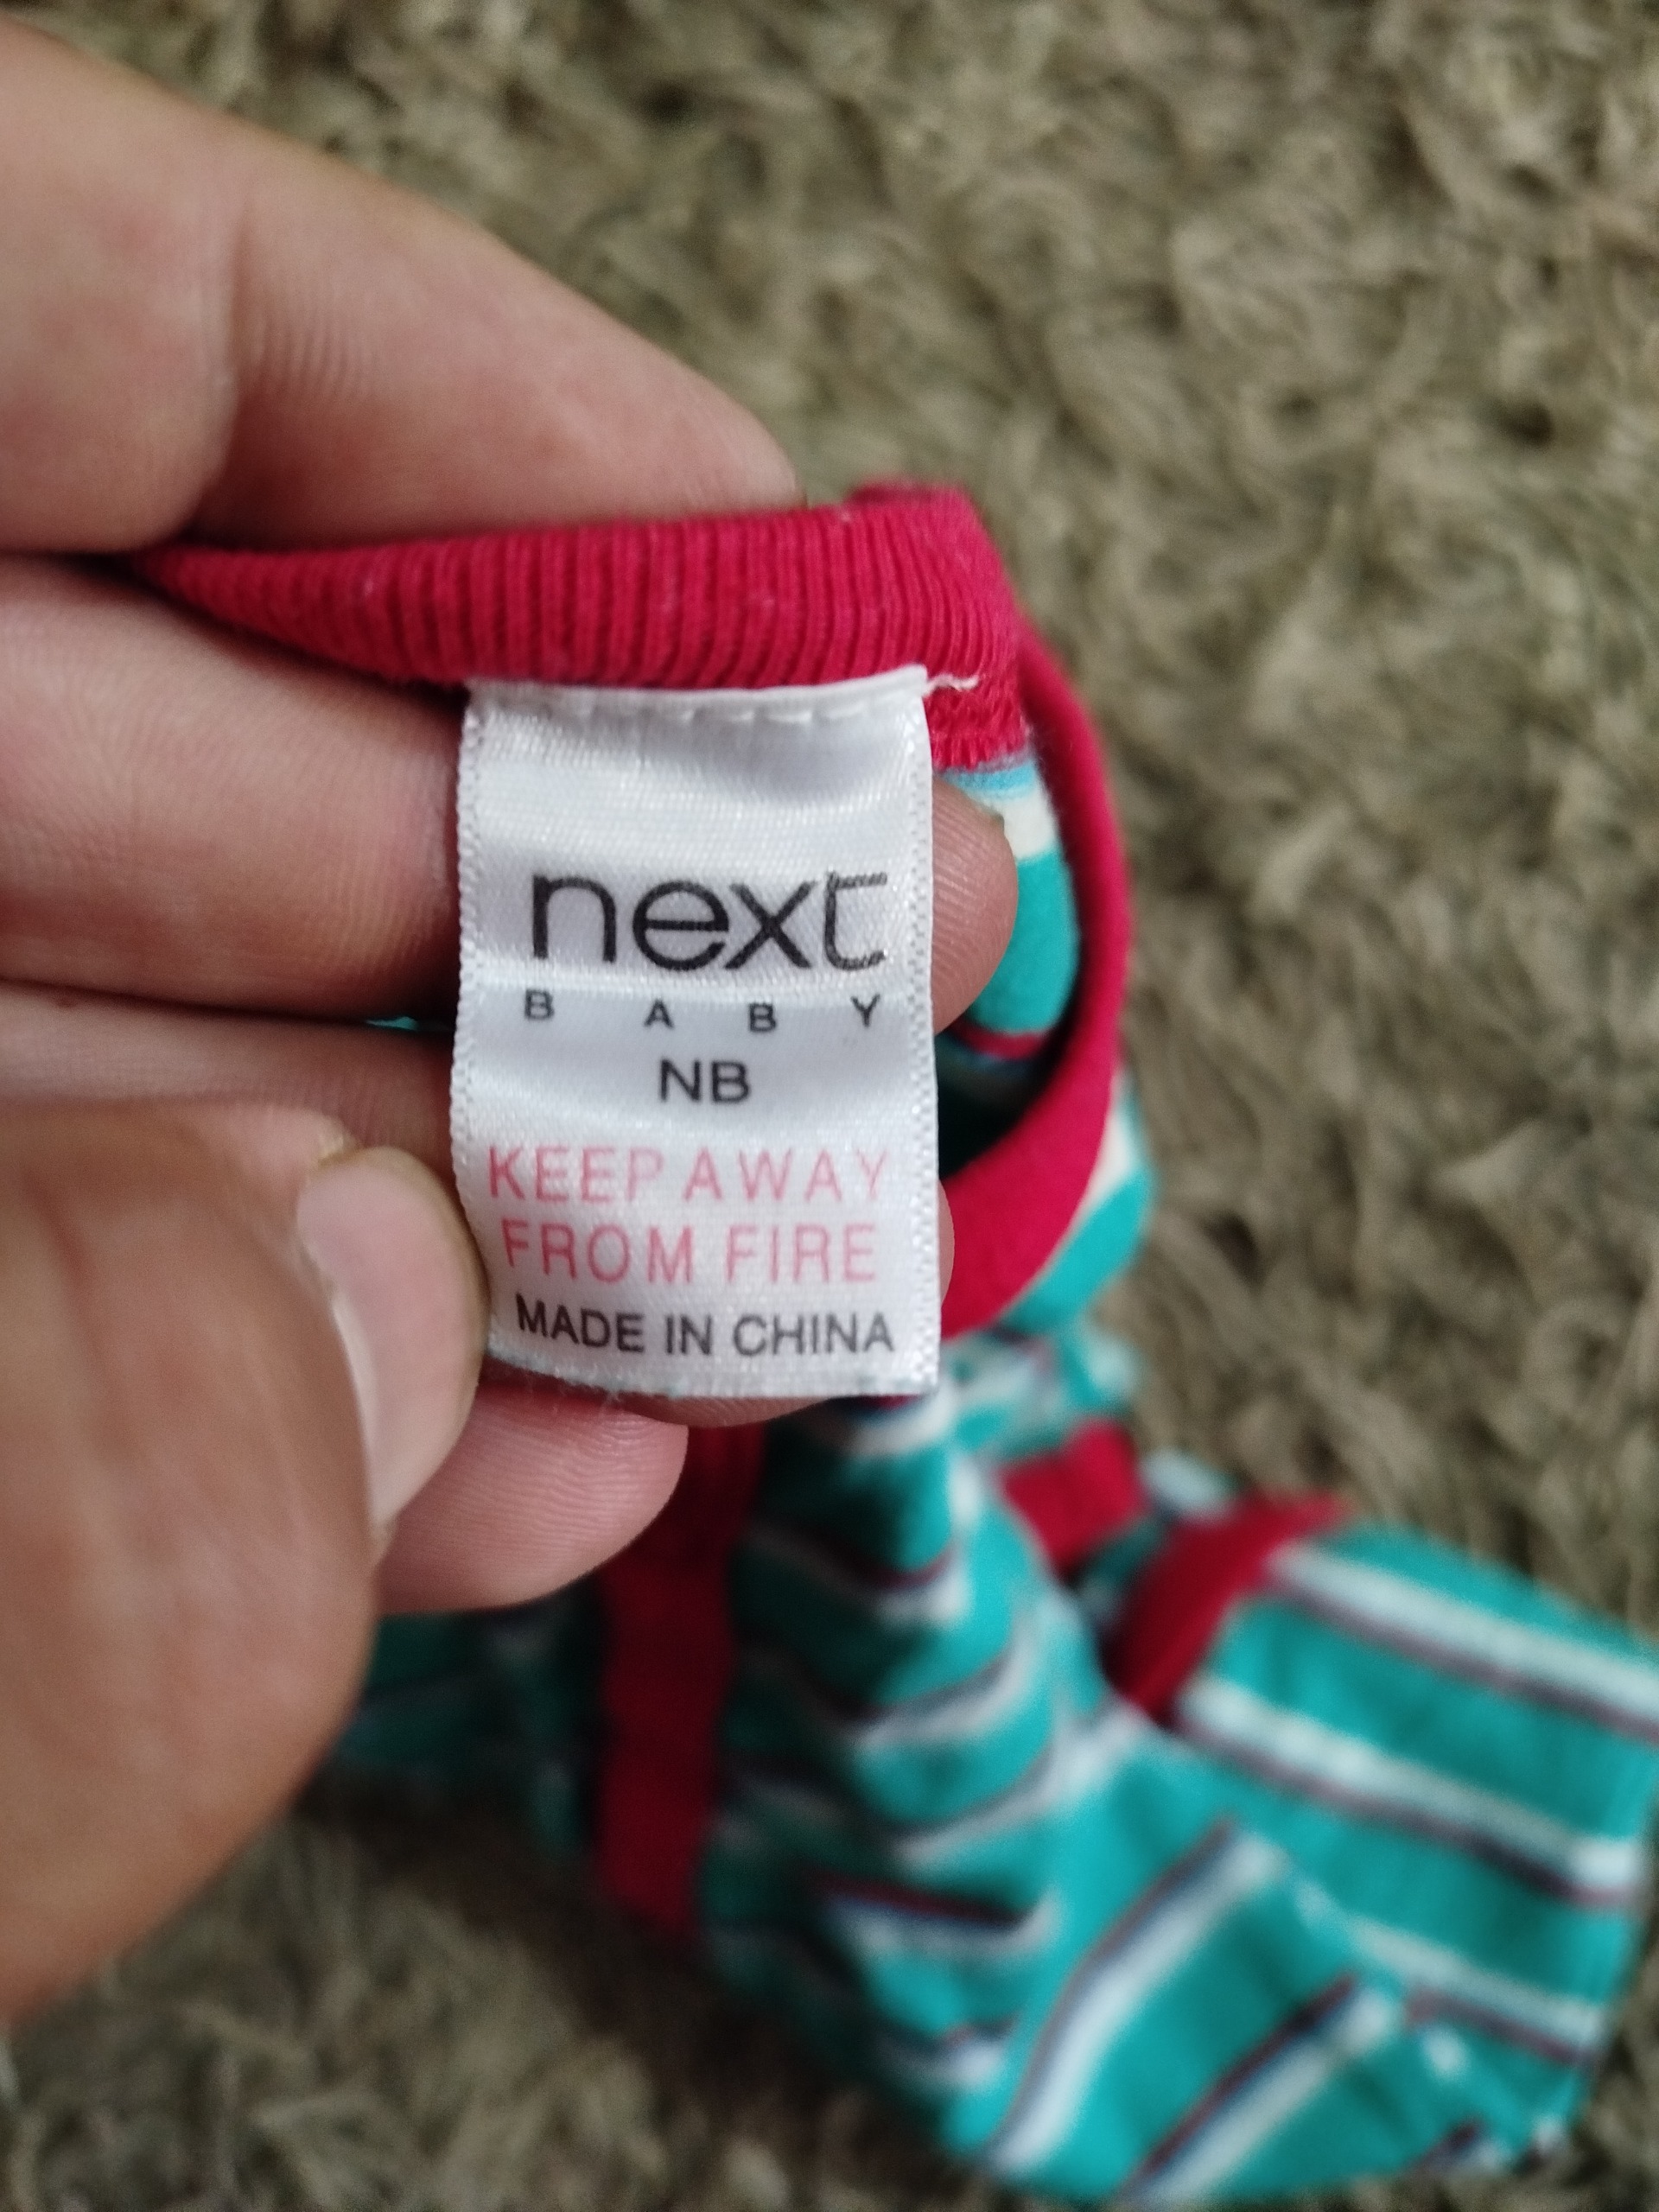 next
BABY
NB
KEEP AWAY
FROM FIRE
MADE IN CHINA